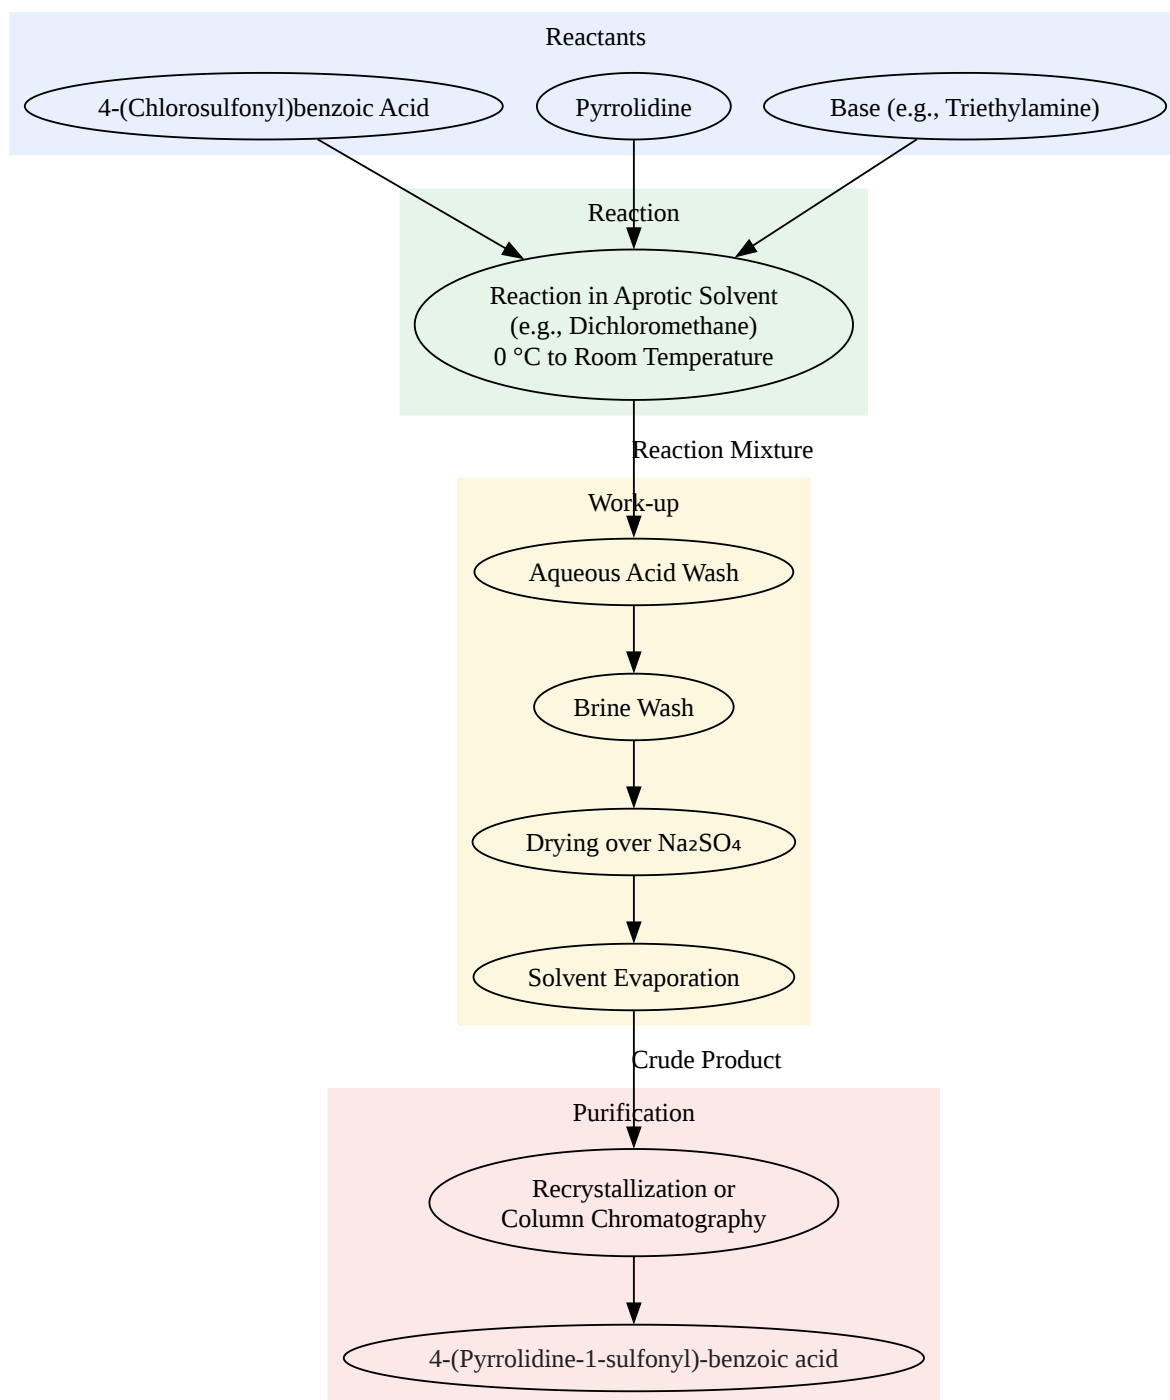 Reactants
4-(Chlorosulfonyl)benzoic Acid
Pyrrolidine
Base (e.g., Triethylamine)
Reaction
Reaction in Aprotic Solvent
(e.g., Dichloromethane)
0 °C to Room Temperature
Reaction Mixture
Work-up
Aqueous Acid Wash
Brine Wash
Drying over Na₂SO₄
Solvent Evaporation
Crude Product
Purification
Recrystallization or
Column Chromatography
4-(Pyrrolidine-1-sulfonyl)-benzoic acid